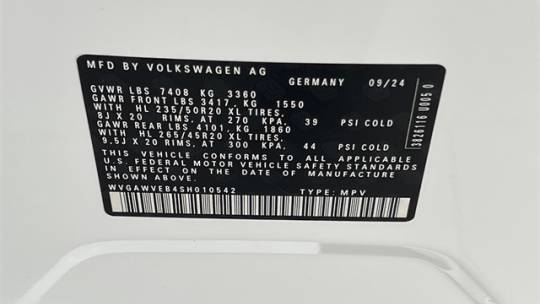 MFD BY VOLKSWAGEN AG
GERMANY 09/24
GVWR LBS 7408 KG 3360
GAWR FRONT LBS 3417, KG 1550
WITH HL 235/50R20 XL TIRES,
8J X 20 RIMS, AT 270 KPA, 39 PSI COLD
GAWR REAR LBS 4101, KG 1860
WITH HL 265/45R20 XL TIRES,
9.5J X 20 RIMS, AT 300 KPA, 44 PSI COLD
THIS VEHICLE CONFORMS TO ALL APPLICABLE
U.S. FEDERAL MOTOR VEHICLE SAFETY STANDARDS
IN EFFECT ON THE DATE OF MANUFACTURE
SHOWN ABOVE.
WVGAWVEB4SH010542 TYPE: MPV
3826116 U005 0